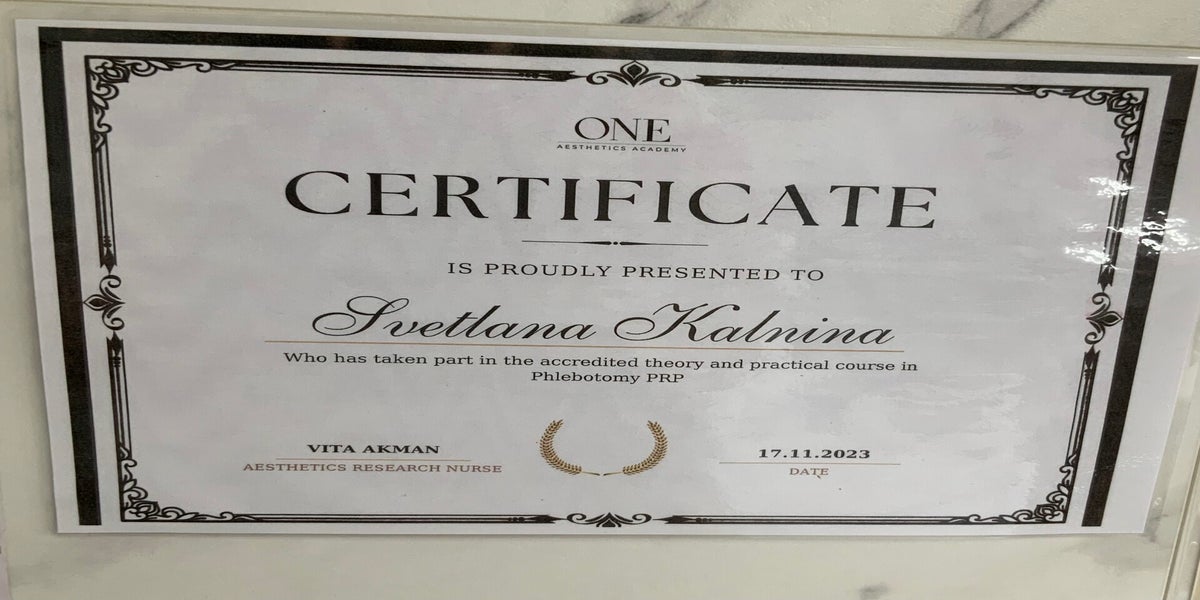 ONE
AESTHETICS ACADEMY
CERTIFICATE
IS PROUDLY PRESENTED TO
Svetlana Kalnina
Who has taken part in the accredited theory and practical course in
Phlebotomy PRP
VITA AKMAN
AESTHETICS RESEARCH NURSE
17.11.2023
DATE